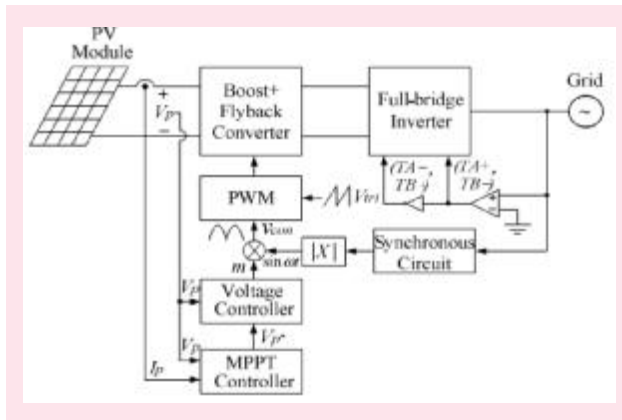 PV
Module
Boost+
Flyback
Converter
Full-bridge
Inverter
Grid
+
Vp
−
(TA−,
TB+)
(TA+,
TB−)
PWM
Vtri
vcon
sin ωt
|X|
Synchronous
Circuit
m
Vp
Voltage
Controller
Vp*
Vp
Ip
MPPT
Controller